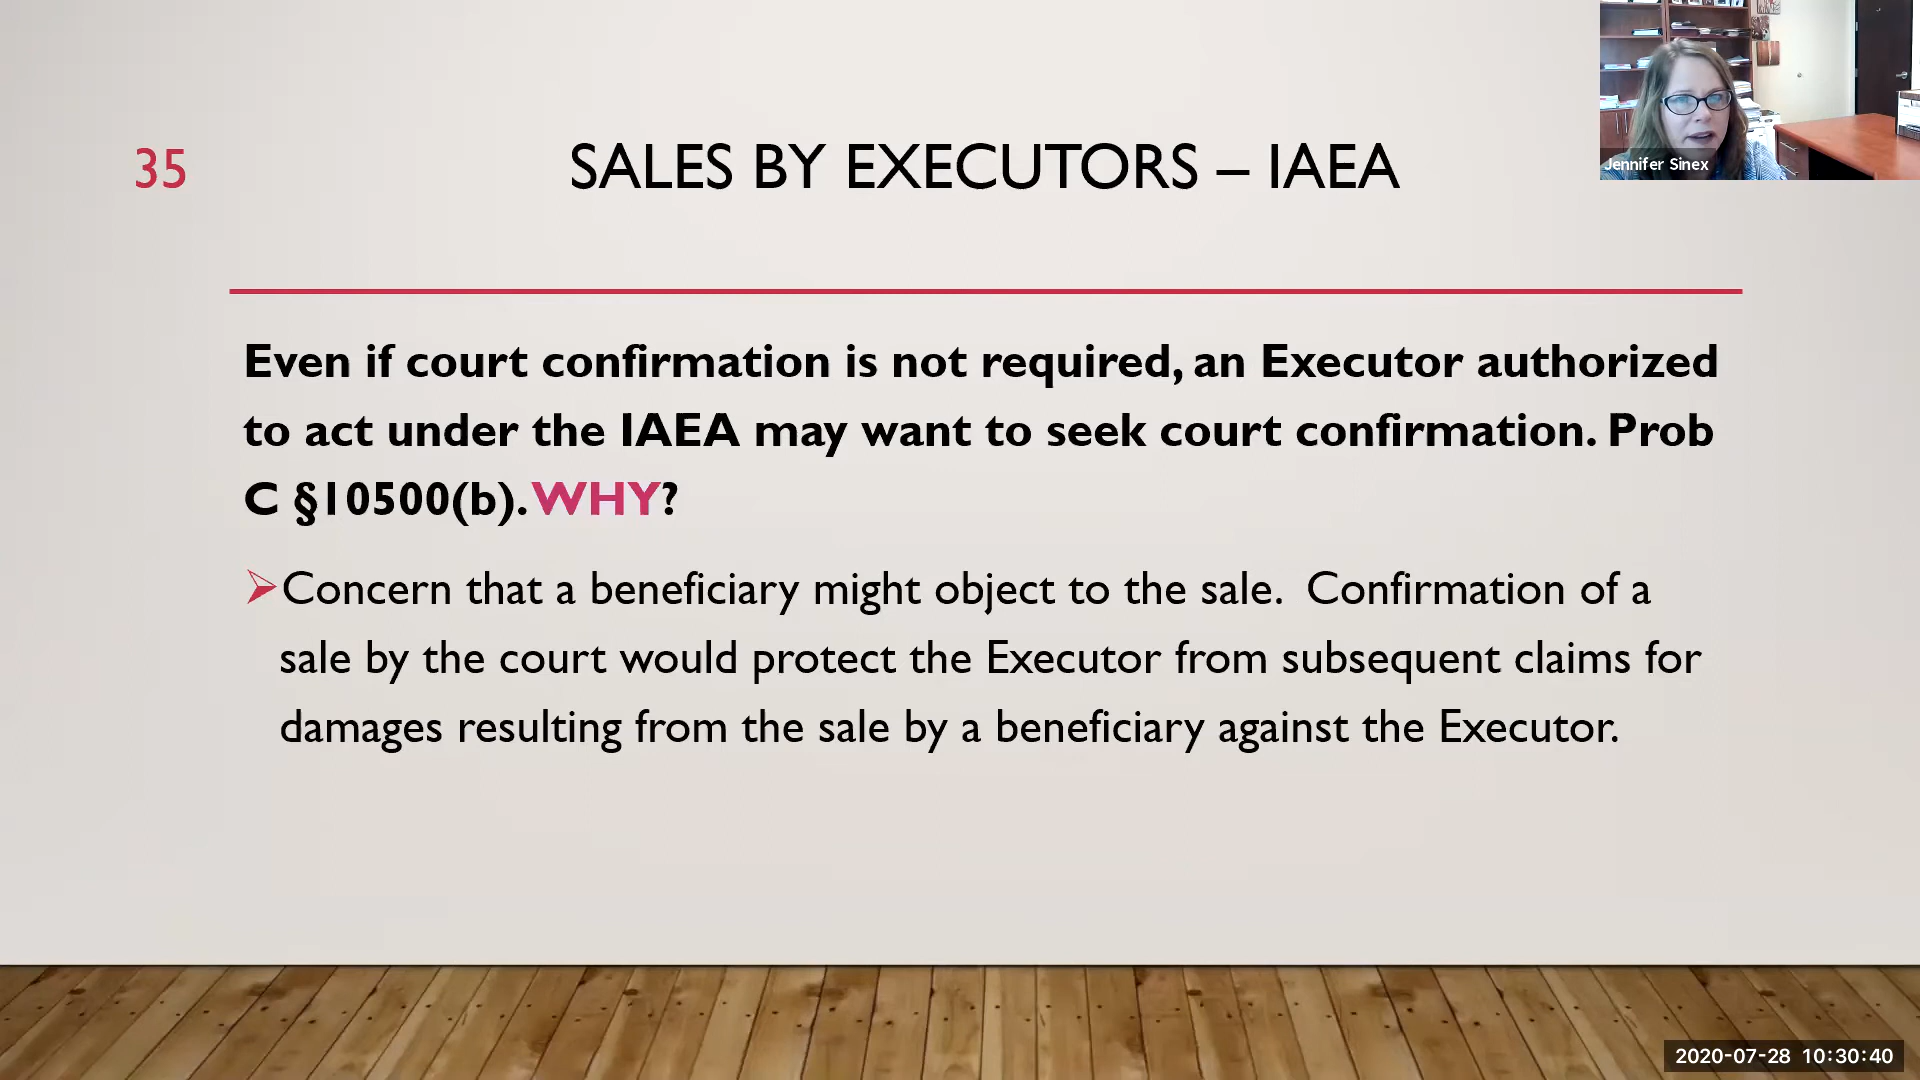 35
SALES BY EXECUTORS – IAEA
Jennifer Sinex
Even if court confirmation is not required, an Executor authorized
to act under the IAEA may want to seek court confirmation. Prob
C §10500(b). WHY?
Concern that a beneficiary might object to the sale.  Confirmation of a
sale by the court would protect the Executor from subsequent claims for
damages resulting from the sale by a beneficiary against the Executor.
2020-07-28 10:30:40